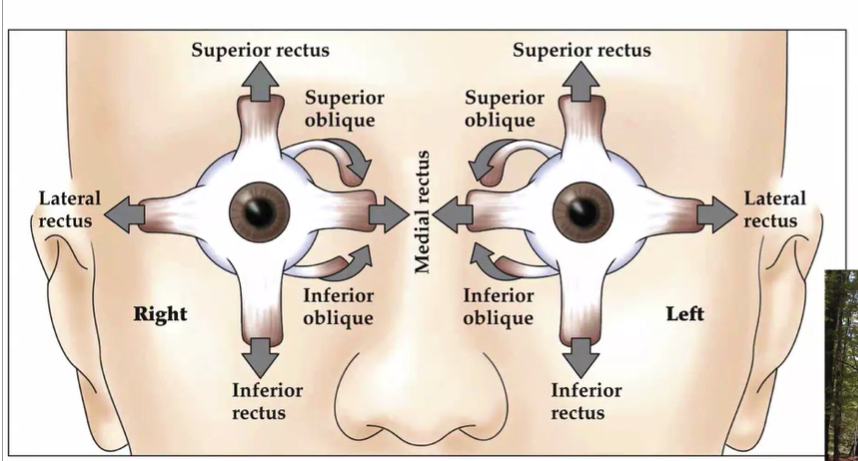 Superior rectus
Superior rectus
Superior
oblique
Superior
oblique
Lateral
rectus
Medial rectus
Lateral
rectus
Right
Inferior
oblique
Inferior
oblique
Left
Inferior
rectus
Inferior
rectus